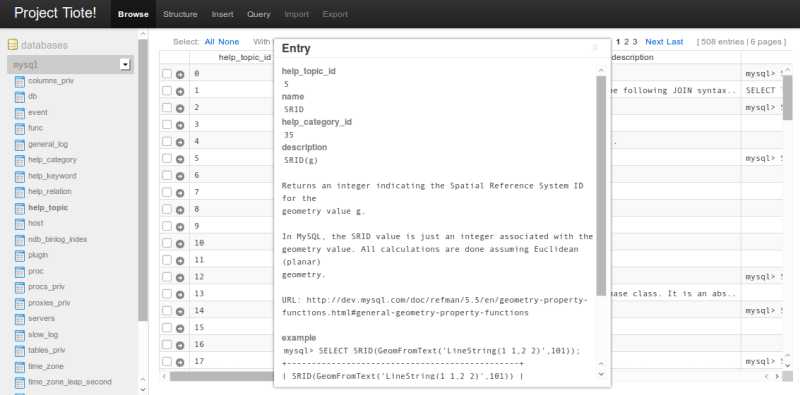 Project Tiote!
Browse Structure Insert Query Import Export
databases
mysql
columns_priv
db
event
func
general_log
help_category
help_keyword
help_relation
help_topic
host
ndb_binlog_index
plugin
proc
procs_priv
proxies_priv
servers
slow_log
tables_priv
time_zone
time_zone_leap_second
Select: All None With
1 2 3 Next Last [ 508 entries | 6 pages ]
help_topic_id
description
0 mysql> S
1 e following JOIN syntax.. SELECT
2 mysql> S
3
4
5 mysql> S
6
7
8
9
10
11
12 mysql> S
13 ase class. It is an abs..
14 mysql> S
15
16
17 mysql> S
Entry
help_topic_id
5
name
SRID
help_category_id
35
description
SRID(g)
Returns an integer indicating the Spatial Reference System ID
for the
geometry value g.
In MySQL, the SRID value is just an integer associated with the
geometry value. All calculations are done assuming Euclidean
(planar)
geometry.
URL: http://dev.mysql.com/doc/refman/5.5/en/geometry-property-
functions.html#general-geometry-property-functions
example
mysql> SELECT SRID(GeomFromText('LineString(1 1,2 2)',101));
+-----------------------------------------------+
| SRID(GeomFromText('LineString(1 1,2 2)',101)) |